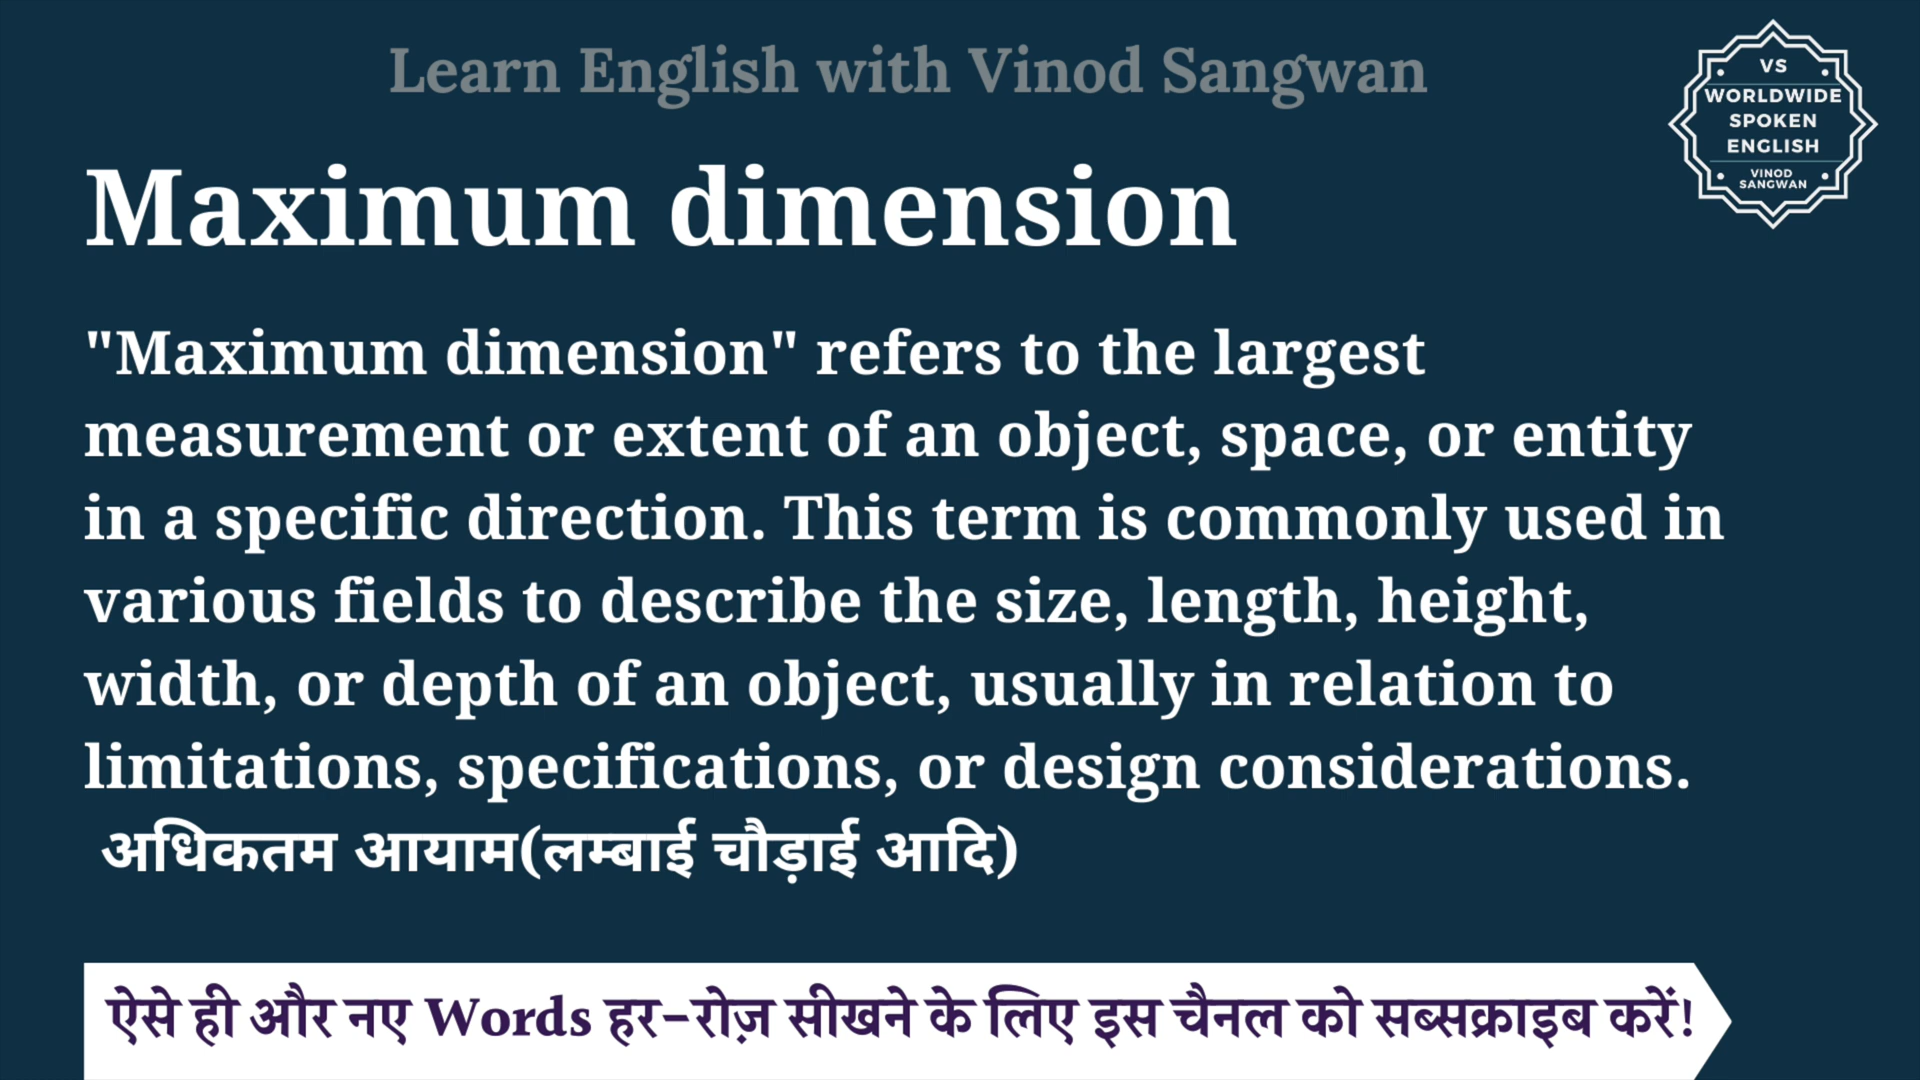 Learn English with Vinod Sangwan
VS
WORLDWIDE
SPOKEN
ENGLISH
VINOD
SANGWAN
Maximum dimension
"Maximum dimension" refers to the largest
measurement or extent of an object, space, or entity
in a specific direction. This term is commonly used in
various fields to describe the size, length, height,
width, or depth of an object, usually in relation to
limitations, specifications, or design considerations.
अधिकतम आयाम(लम्बाई चौड़ाई आदि)
ऐसे ही और नए Words हर-रोज़ सीखने के लिए इस चैनल को सब्सक्राइब करें!